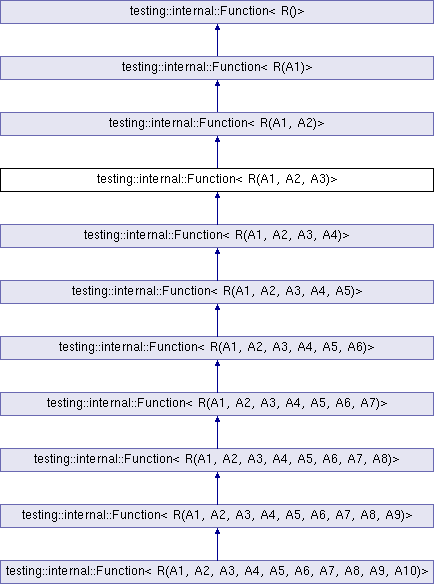 testing::internal::Function< R()>
testing::internal::Function< R(A1)>
testing::internal::Function< R(A1, A2)>
testing::internal::Function< R(A1, A2, A3)>
testing::internal::Function< R(A1, A2, A3, A4)>
testing::internal::Function< R(A1, A2, A3, A4, A5)>
testing::internal::Function< R(A1, A2, A3, A4, A5, A6)>
testing::internal::Function< R(A1, A2, A3, A4, A5, A6, A7)>
testing::internal::Function< R(A1, A2, A3, A4, A5, A6, A7, A8)>
testing::internal::Function< R(A1, A2, A3, A4, A5, A6, A7, A8, A9)>
testing::internal::Function< R(A1, A2, A3, A4, A5, A6, A7, A8, A9, A10)>